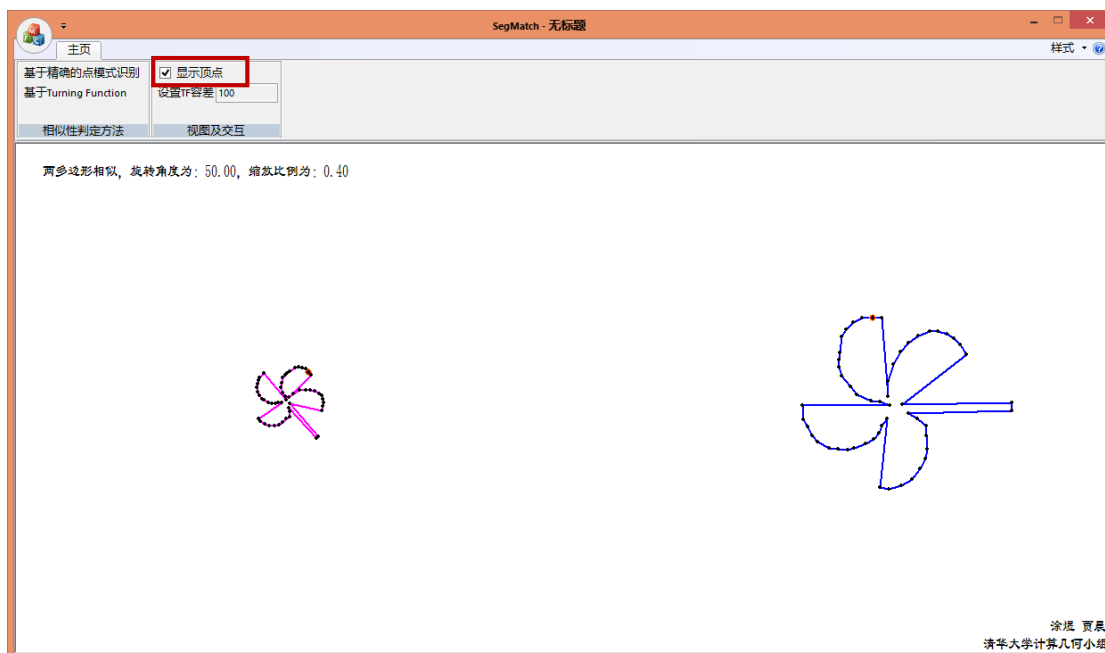 SegMatch - 无标题
主页
样式
基于精确的点模式识别
显示顶点
基于Turning Function
设置TF容差 100
相似性判定方法
视图及交互
两多边形相似，旋转角度为：50.00，缩放比例为：0.40
涂煜 贾晨
清华大学计算几何小组